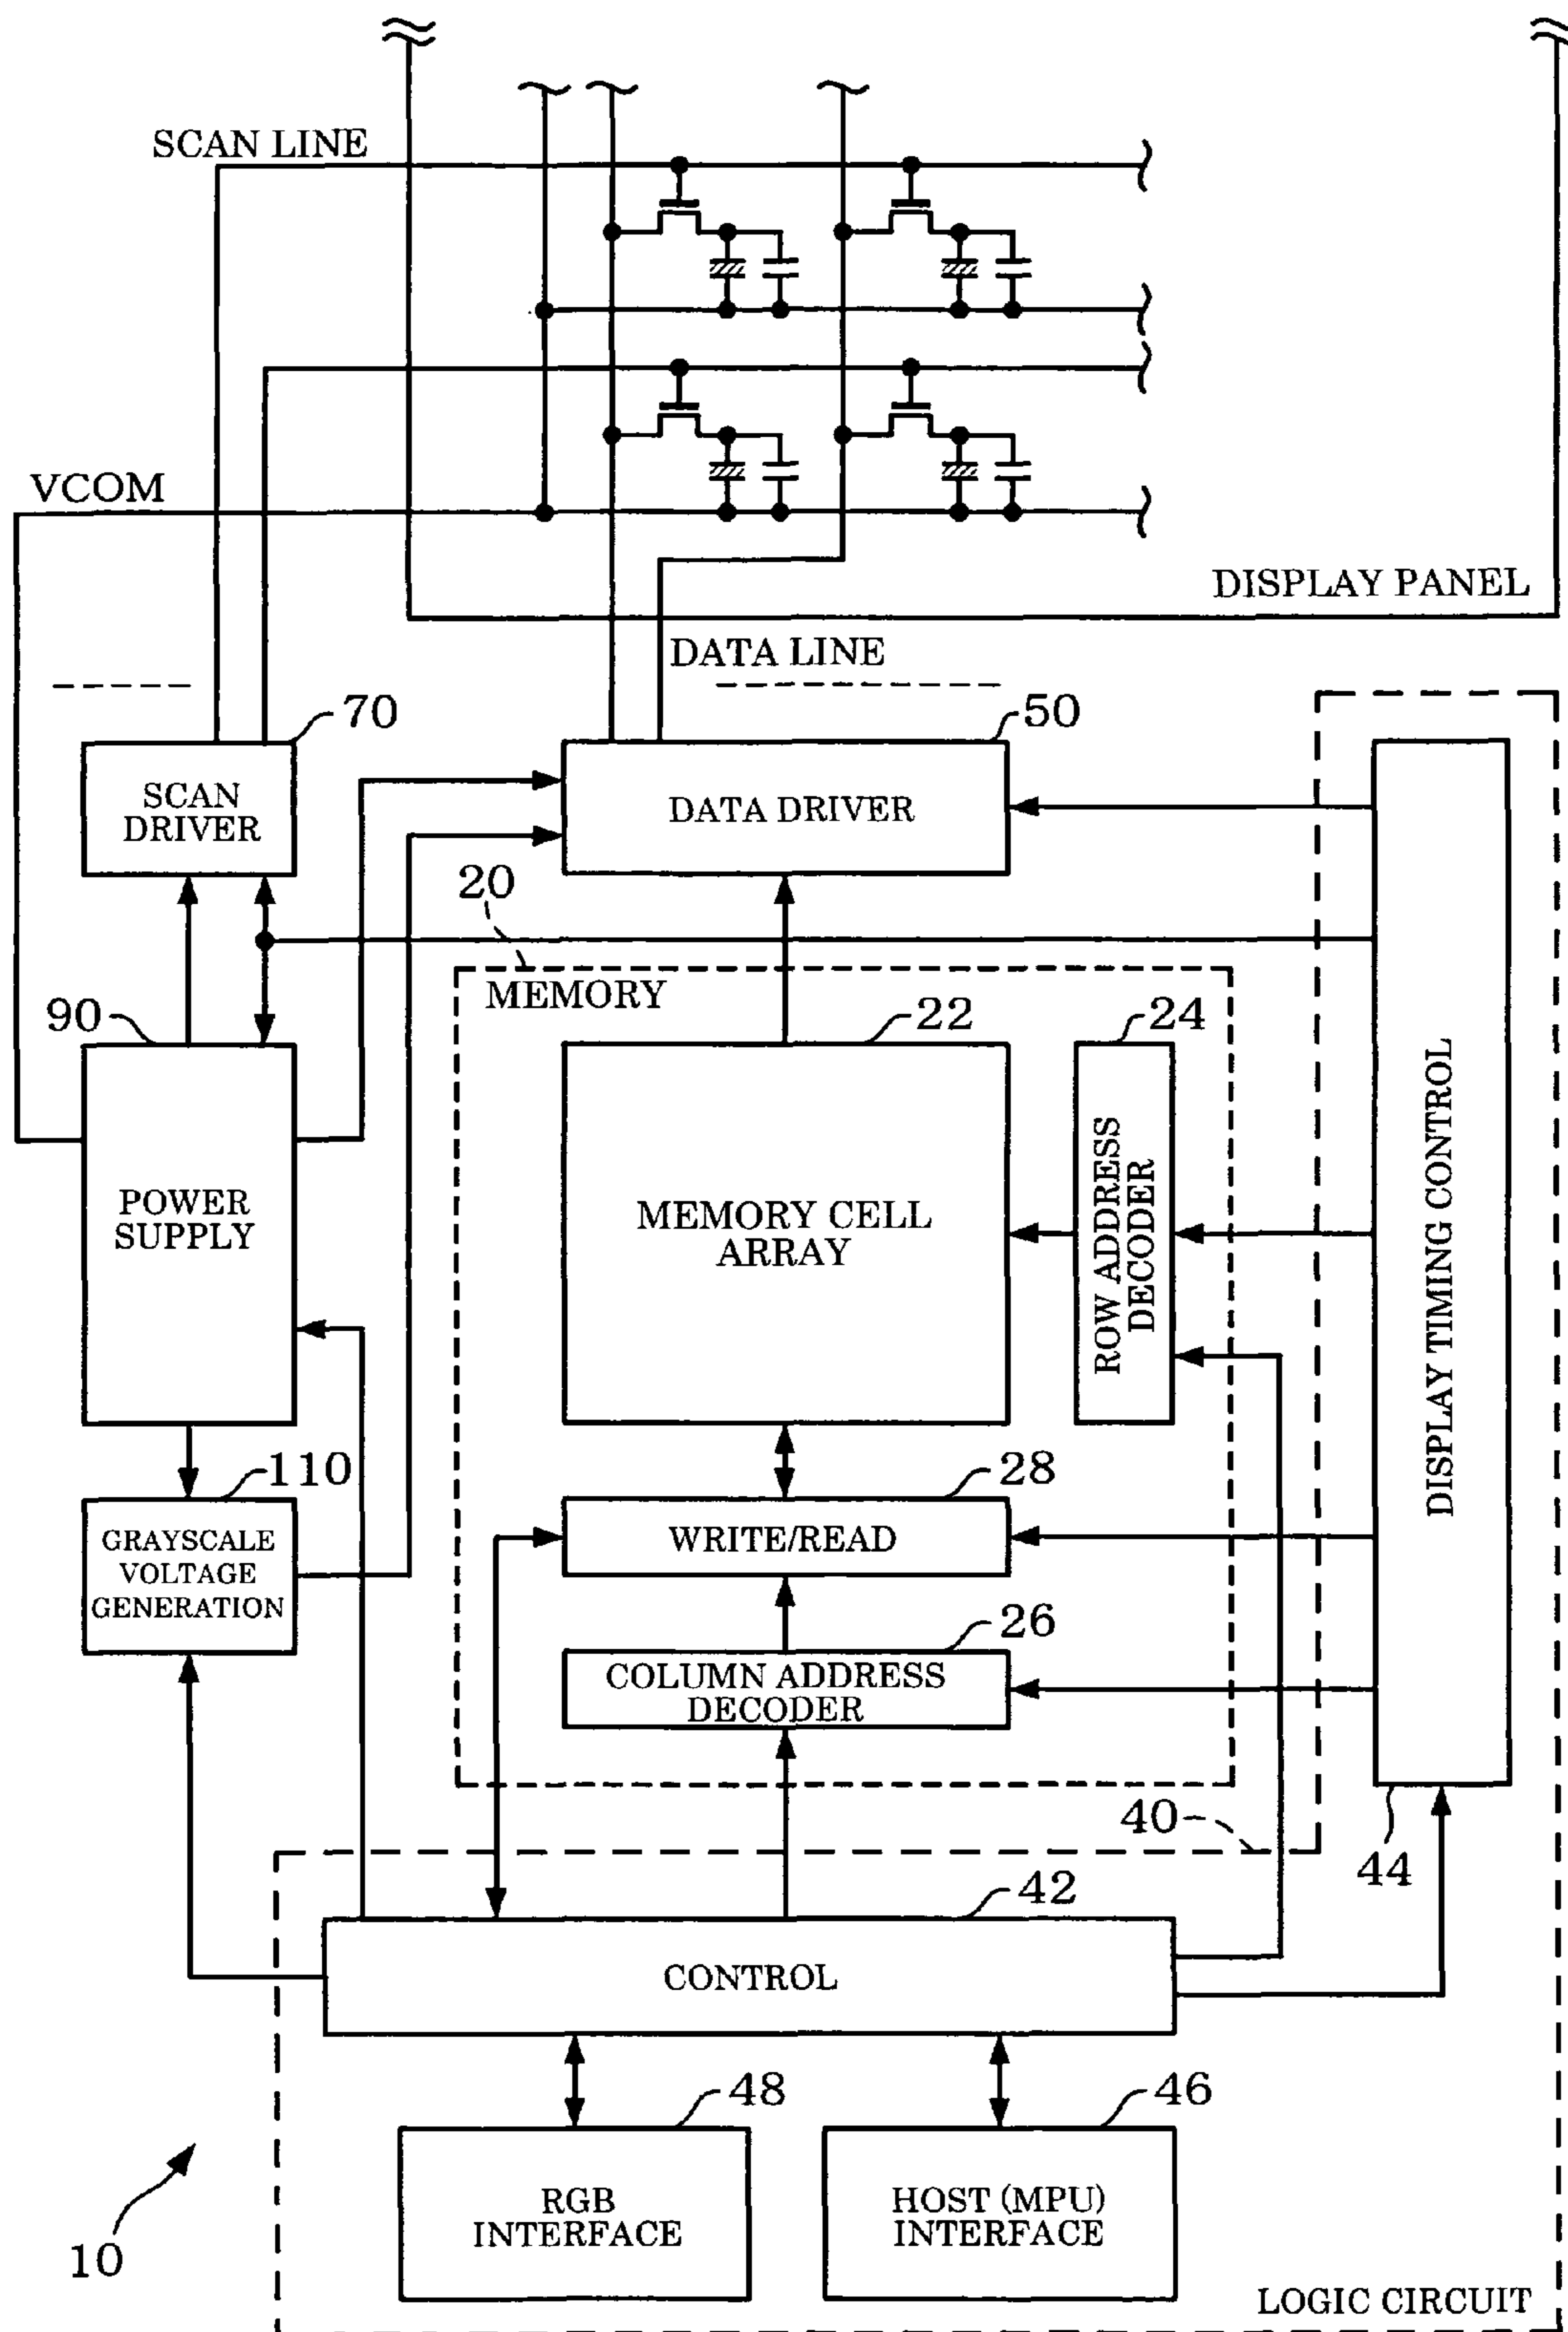 SCAN LINE
VCOM
DISPLAY PANEL
DATA LINE
70
50
SCAN
DRIVER
DATA DRIVER
20
MEMORY
90
22
24
POWER
SUPPLY
MEMORY CELL
ARRAY
ROW ADDRESS
DECODER
DISPLAY TIMING CONTROL
110
28
GRAYSCALE
VOLTAGE
GENERATION
WRITE/READ
26
COLUMN ADDRESS
DECODER
40
44
42
CONTROL
48
46
RGB
INTERFACE
HOST (MPU)
INTERFACE
10
LOGIC CIRCUIT